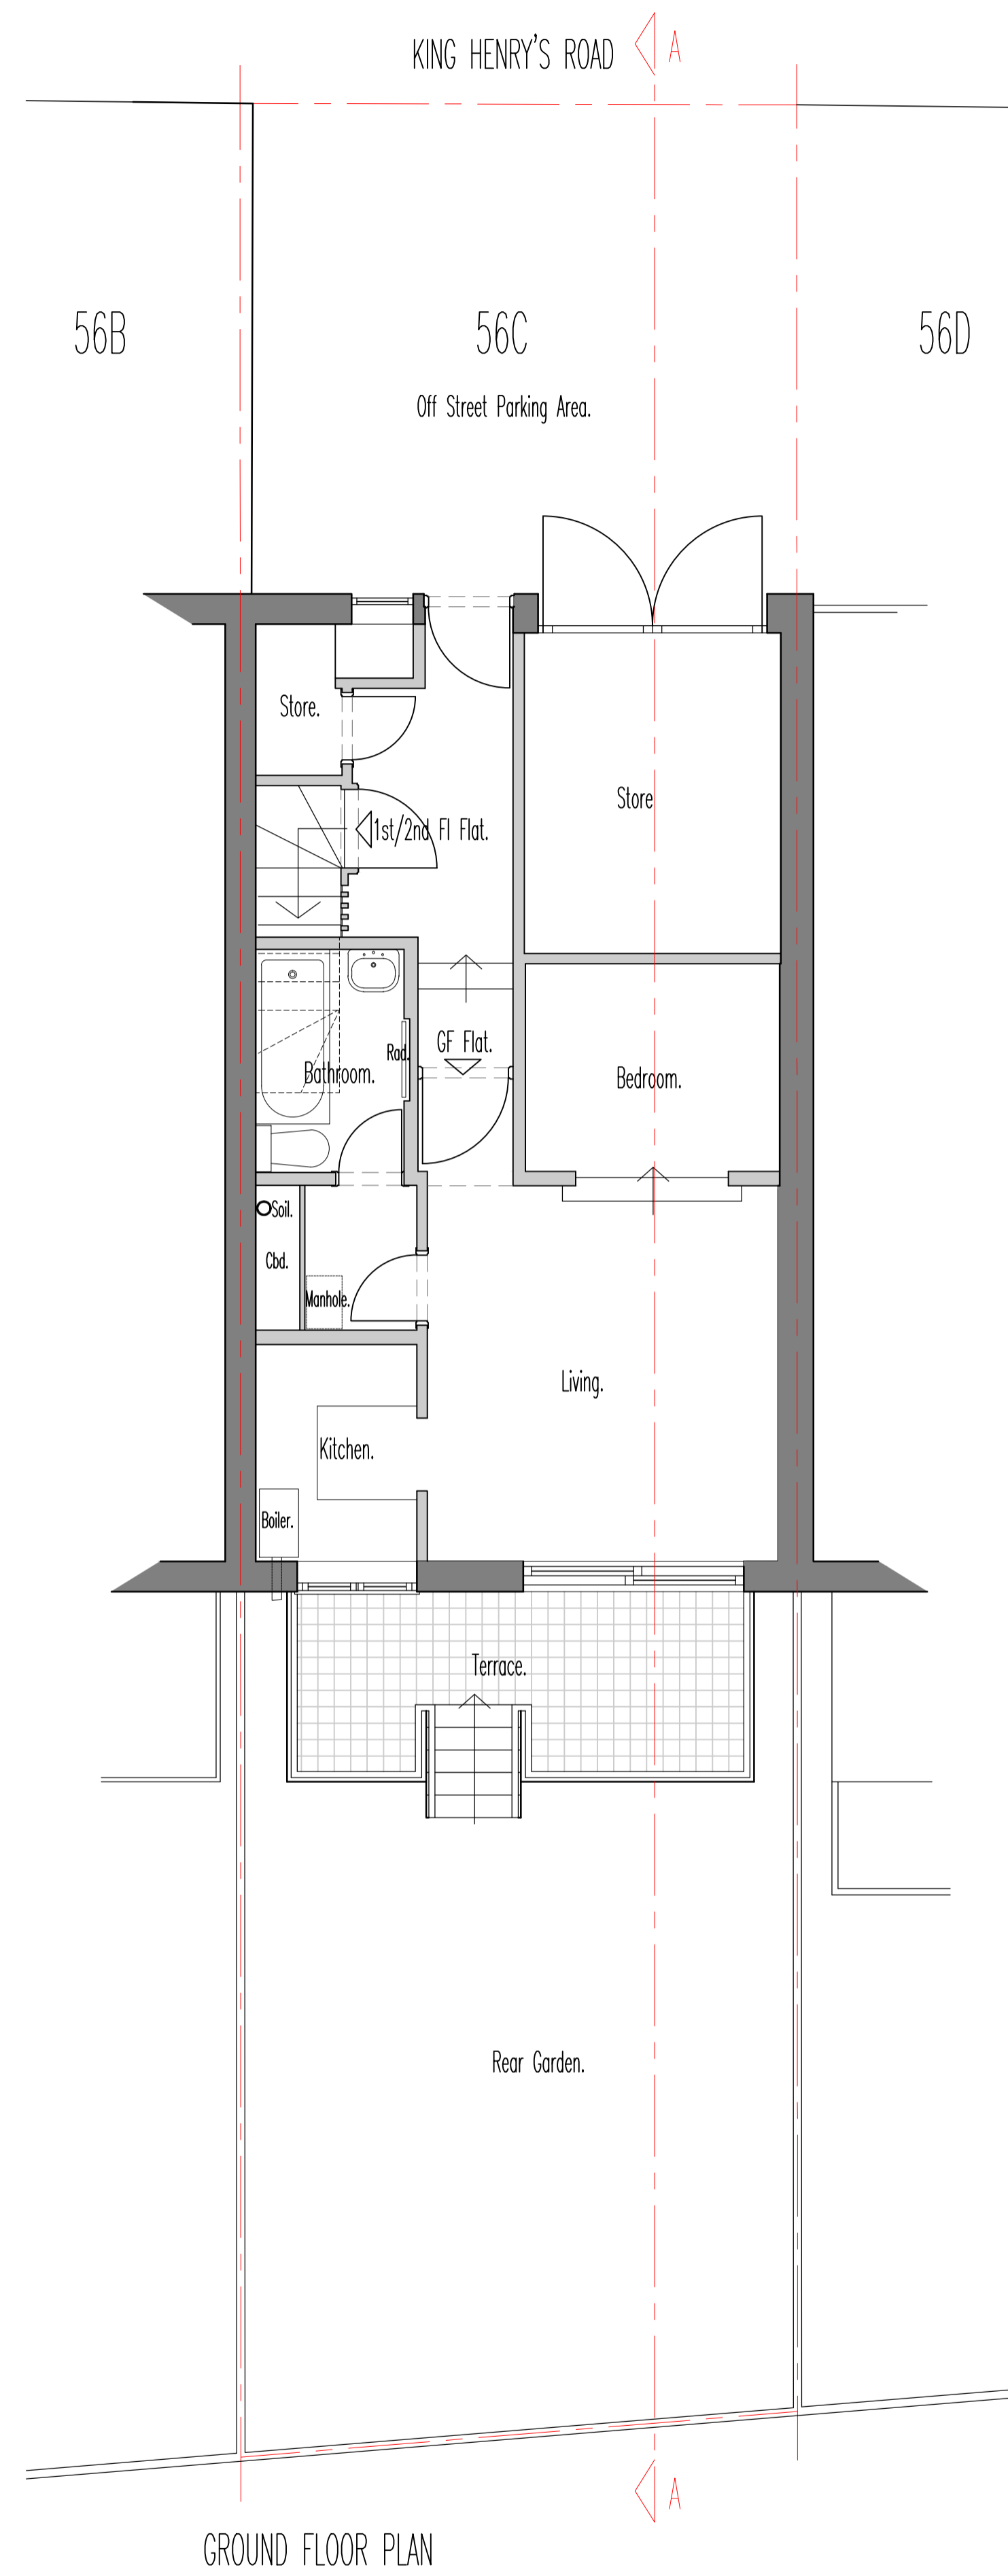 KING HENRY'S ROAD
A
56B
56C
56D
Off Street Parking Area.
Store.
Store
1st/2nd Fl Flat.
GF Flat.
Rad.
Bathroom.
Bedroom.
Soil.
Cbd.
Manhole.
Living.
Kitchen.
Boiler.
Terrace.
Rear Garden.
A
GROUND FLOOR PLAN